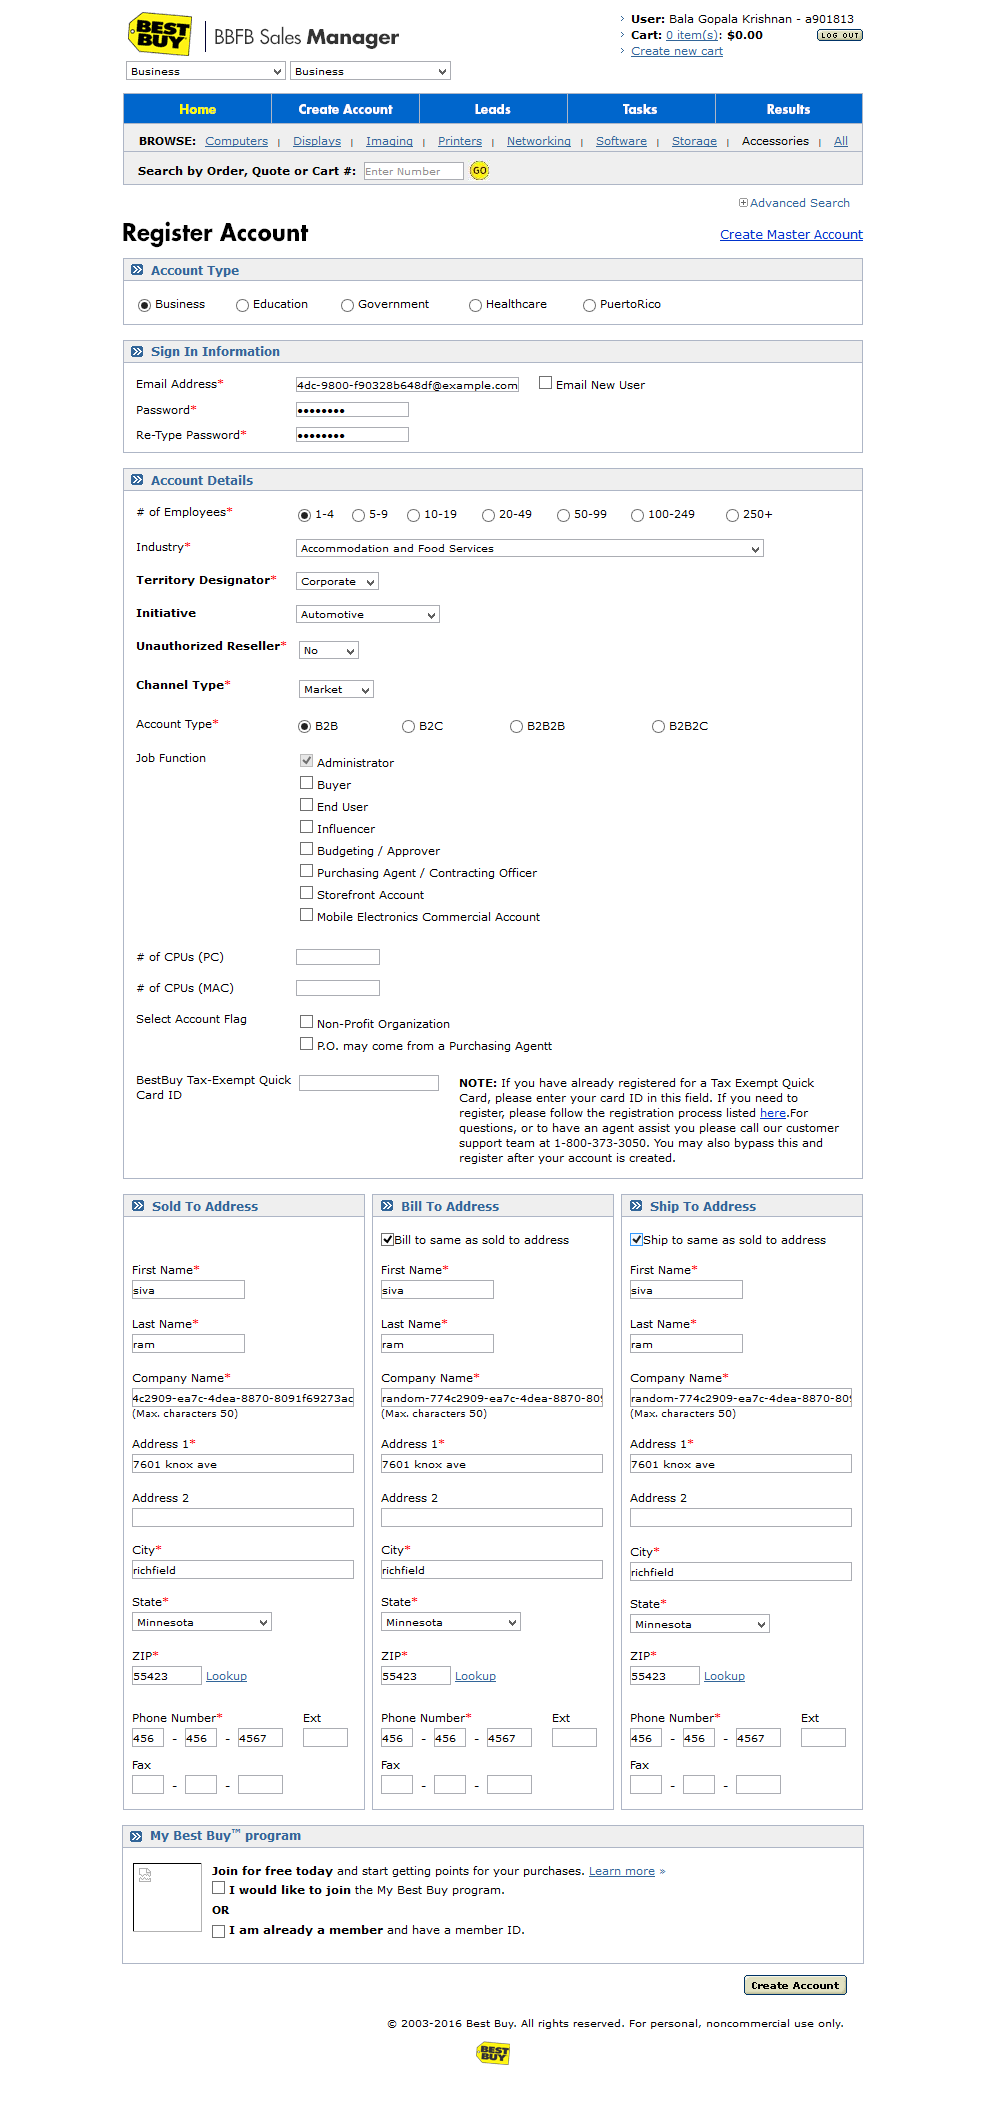 BEST BUY BBFB Sales Manager
User: Bala Gopala Krishnan - a901813
Cart: 0 item(s): $0.00 LOG OUT
Create new cart
Business Business
Home Create Account Leads Tasks Results
BROWSE: Computers | Displays | Imaging | Printers | Networking | Software | Storage | Accessories | All
Search by Order, Quote or Cart #: Enter Number GO
Advanced Search
Register Account Create Master Account
Account Type
Business Education Government Healthcare PuertoRico
Sign In Information
Email Address* 4dc-9800-f90328b648df@example.com Email New User
Password* ••••••••
Re-Type Password* ••••••••
Account Details
# of Employees* 1-4 5-9 10-19 20-49 50-99 100-249 250+
Industry* Accommodation and Food Services
Territory Designator* Corporate
Initiative Automotive
Unauthorized Reseller* No
Channel Type* Market
Account Type* B2B B2C B2B2B B2B2C
Job Function Administrator
Buyer
End User
Influencer
Budgeting / Approver
Purchasing Agent / Contracting Officer
Storefront Account
Mobile Electronics Commercial Account
# of CPUs (PC)
# of CPUs (MAC)
Select Account Flag Non-Profit Organization
P.O. may come from a Purchasing Agentt
BestBuy Tax-Exempt Quick
Card ID
NOTE: If you have already registered for a Tax Exempt Quick
Card, please enter your card ID in this field. If you need to
register, please follow the registration process listed here.For
questions, or to have an agent assist you please call our customer
support team at 1-800-373-3050. You may also bypass this and
register after your account is created.
Sold To Address
First Name*
siva
Last Name*
ram
Company Name*
4c2909-ea7c-4dea-8870-8091f69273ac
(Max. characters 50)
Address 1*
7601 knox ave
Address 2
City*
richfield
State*
Minnesota
ZIP*
55423 Lookup
Phone Number* Ext
456 - 456 - 4567
Fax
- -
Bill To Address
Bill to same as sold to address
First Name*
siva
Last Name*
ram
Company Name*
random-774c2909-ea7c-4dea-8870-809
(Max. characters 50)
Address 1*
7601 knox ave
Address 2
City*
richfield
State*
Minnesota
ZIP*
55423 Lookup
Phone Number* Ext
456 - 456 - 4567
Fax
- -
Ship To Address
Ship to same as sold to address
First Name*
siva
Last Name*
ram
Company Name*
random-774c2909-ea7c-4dea-8870-809
(Max. characters 50)
Address 1*
7601 knox ave
Address 2
City*
richfield
State*
Minnesota
ZIP*
55423 Lookup
Phone Number* Ext
456 - 456 - 4567
Fax
- -
My Best Buy™ program
Join for free today and start getting points for your purchases. Learn more »
I would like to join the My Best Buy program.
OR
I am already a member and have a member ID.
Create Account
© 2003-2016 Best Buy. All rights reserved. For personal, noncommercial use only.
BEST BUY